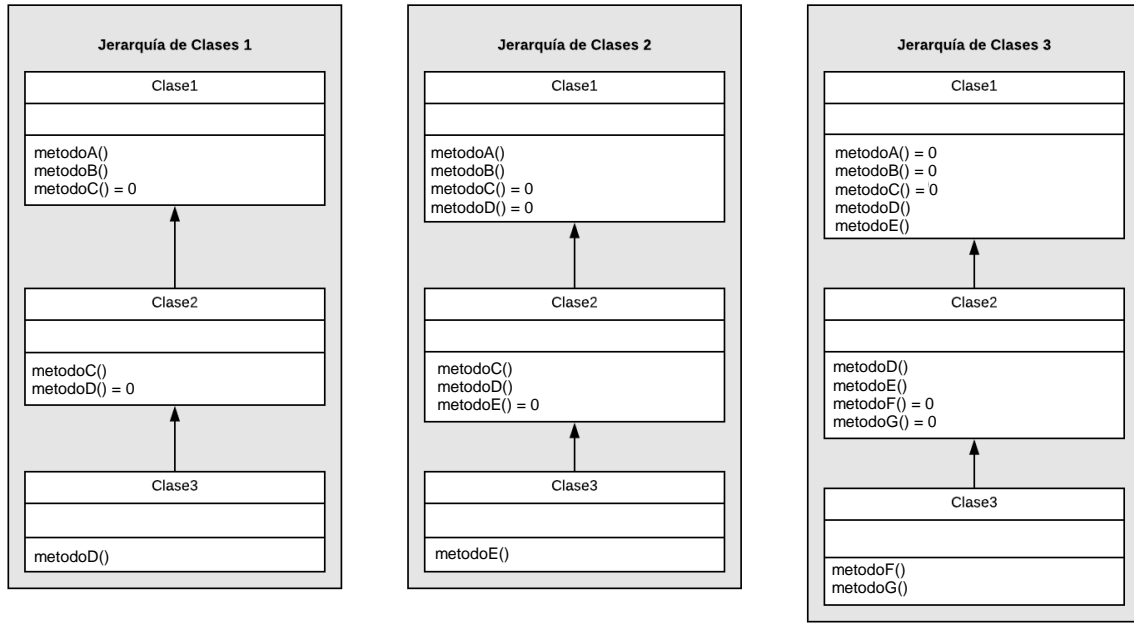 Jerarquía de Clases 1
Clase1
metodoA()
metodoB()
metodoC() = 0
Clase2
metodoC()
metodoD() = 0
Clase3
metodoD()
Jerarquía de Clases 2
Clase1
metodoA()
metodoB()
metodoC() = 0
metodoD() = 0
Clase2
metodoC()
metodoD()
metodoE() = 0
Clase3
metodoE()
Jerarquía de Clases 3
Clase1
metodoA() = 0
metodoB() = 0
metodoC() = 0
metodoD()
metodoE()
Clase2
metodoD()
metodoE()
metodoF() = 0
metodoG() = 0
Clase3
metodoF()
metodoG()